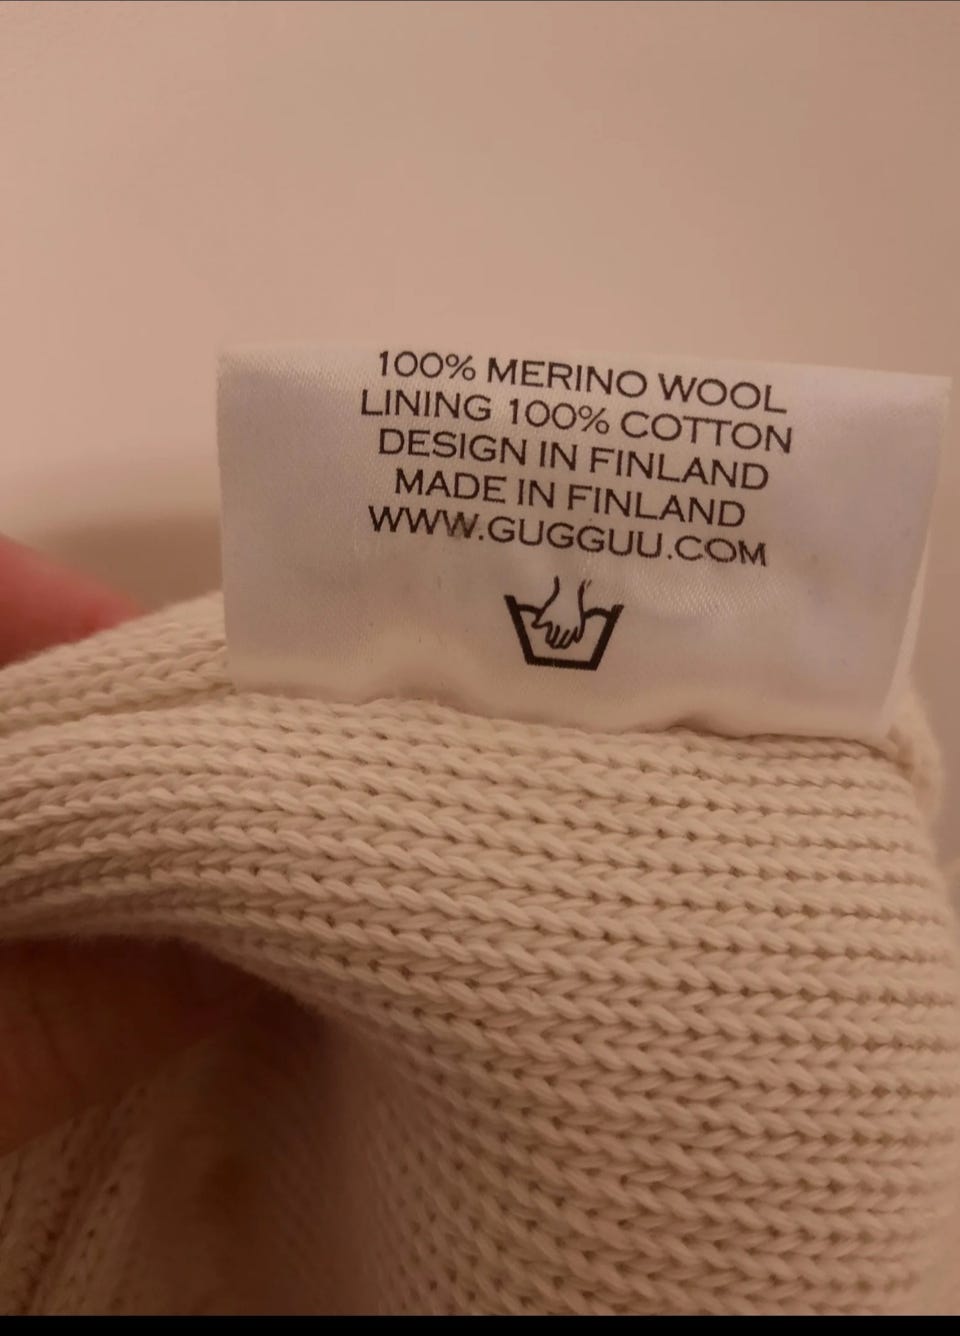 100% MERINO WOOL
LINING 100% COTTON
DESIGN IN FINLAND
MADE IN FINLAND
WWW.GUGGUU.COM